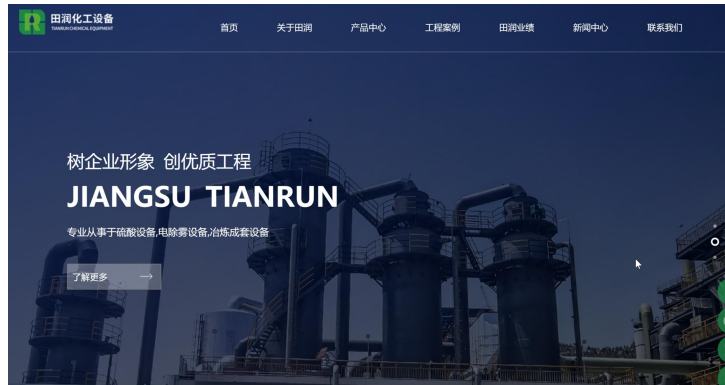 田润化工设备
TIANRUN CHEMICAL EQUIPMENT
首页 关于田润 产品中心 工程案例 田润业绩 新闻中心 联系我们
树企业形象 创优质工程
JIANGSU TIANRUN
专业从事于硫酸设备,电除雾设备,冶炼成套设备
了解更多